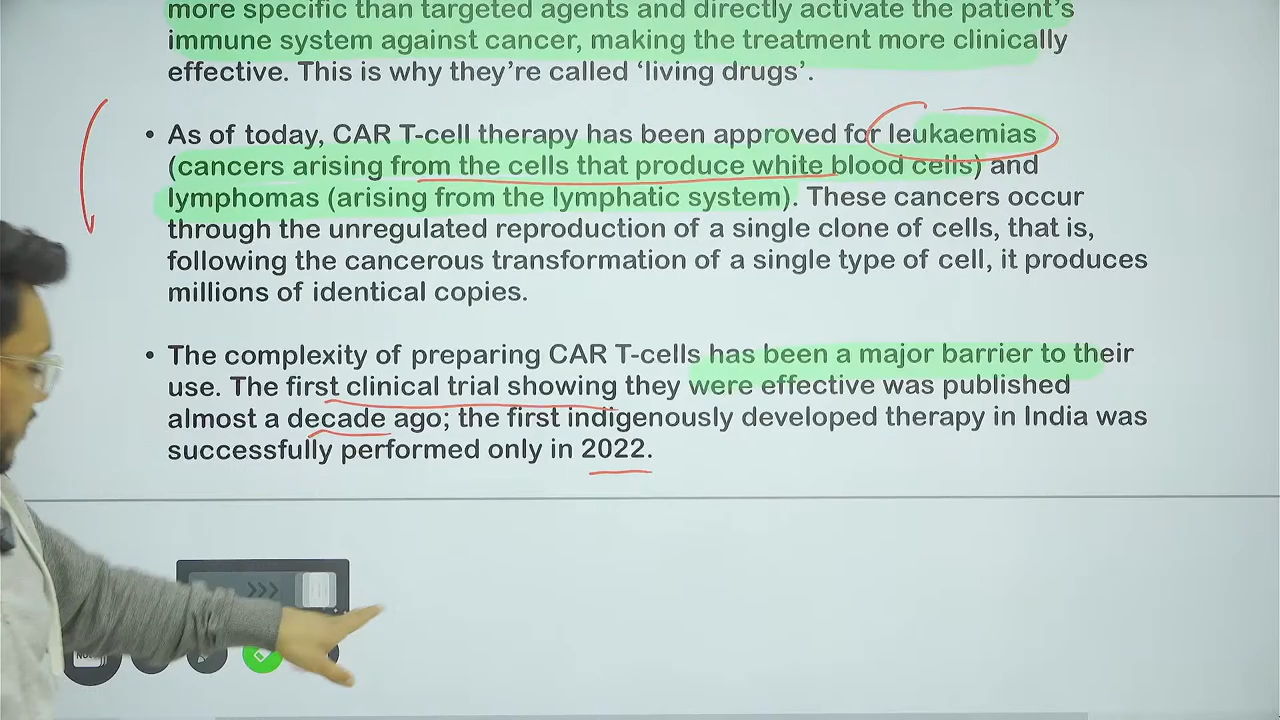 more specific than targeted agents and directly activate the patient's
immune system against cancer, making the treatment more clinically
effective. This is why they're called ‘living drugs’.
• As of today, CAR T-cell therapy has been approved for leukaemias
(cancers arising from the cells that produce white blood cells) and
lymphomas (arising from the lymphatic system). These cancers occur
through the unregulated reproduction of a single clone of cells, that is,
following the cancerous transformation of a single type of cell, it produces
millions of identical copies.
• The complexity of preparing CAR T-cells has been a major barrier to their
use. The first clinical trial showing they were effective was published
almost a decade ago; the first indigenously developed therapy in India was
successfully performed only in 2022.